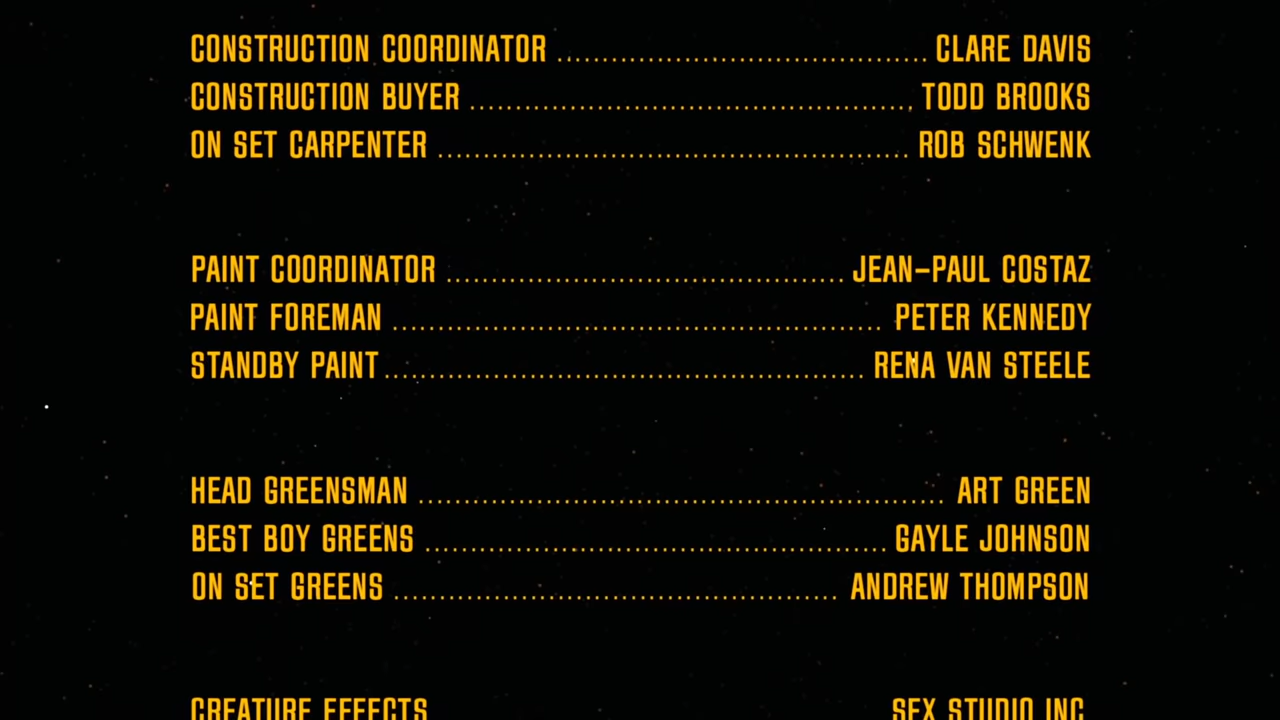 CONSTRUCTION COORDINATOR ........................................ CLARE DAVIS
CONSTRUCTION BUYER ................................................ TODD BROOKS
ON SET CARPENTER .................................................... ROB SCHWENK
PAINT COORDINATOR ........................................... JEAN-PAUL COSTAZ
PAINT FOREMAN ..................................................... PETER KENNEDY
STANDBY PAINT .................................................... RENA VAN STEELE
HEAD GREENSMAN ......................................................... ART GREEN
BEST BOY GREENS .................................................. GAYLE JOHNSON
ON SET GREENS ................................................ ANDREW THOMPSON
CREATURE EFFECTS SFX STUDIO INC.